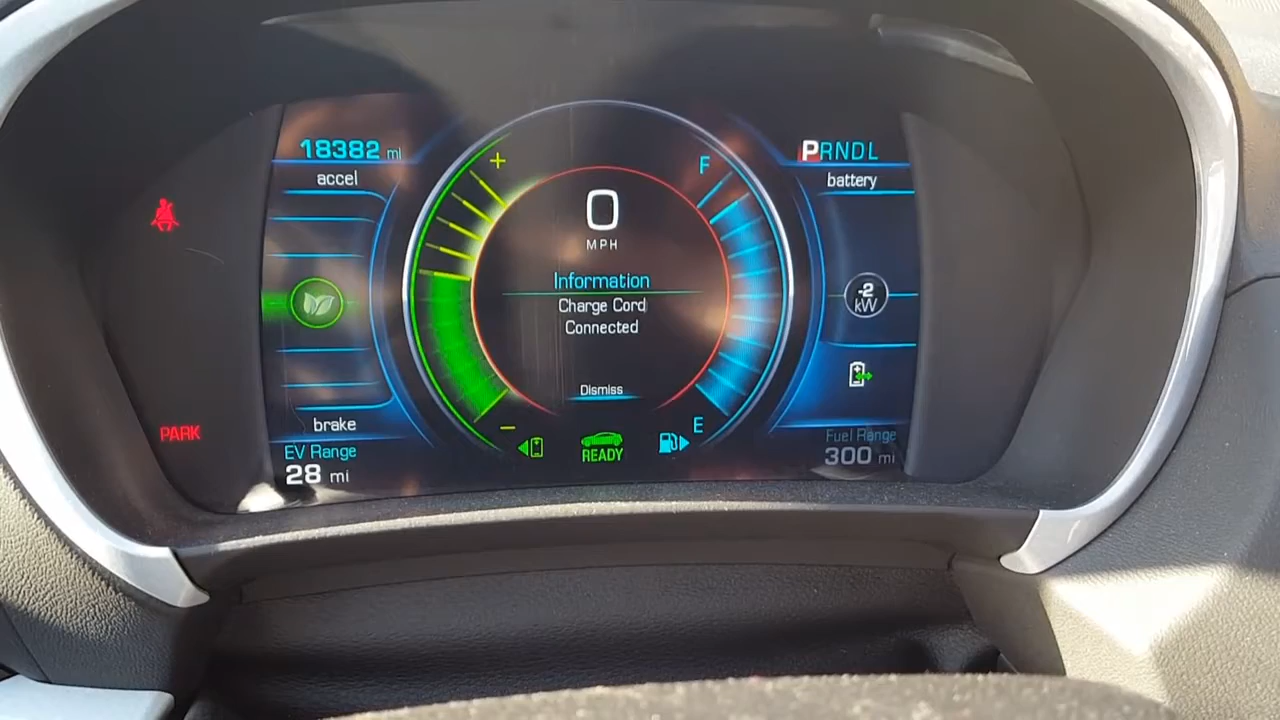 18382 mi
accel
PRNDL
battery
+
F
0
MPH
Information
Charge Cord
Connected
-2
kW
Dismiss
brake
PARK
–
E
EV Range
28 mi
READY
Fuel Range
300 mi